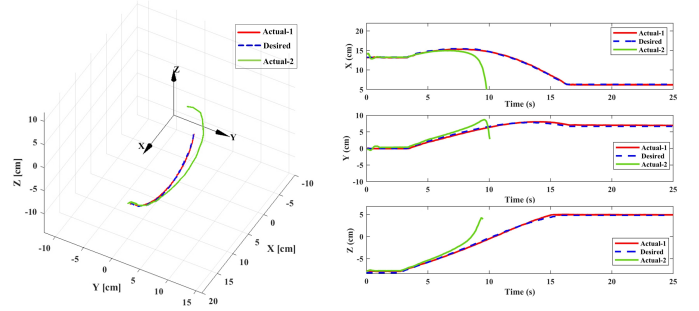 Actual-1
Desired
Actual-2
Z
Y
X
10
5
0
-5
-10
Z [cm]
-10
-5
0
5
10
15
Y [cm]
-10
-5
0
5
10
15
20
X [cm]
20
15
10
5
X (cm)
Actual-1
Desired
Actual-2
0 5 10 15 20 25
Time (s)
10
5
0
-5
Y (cm)
Actual-1
Desired
Actual-2
0 5 10 15 20 25
Time (s)
5
0
-5
Z (cm)
Actual-1
Desired
Actual-2
0 5 10 15 20 25
Time (s)